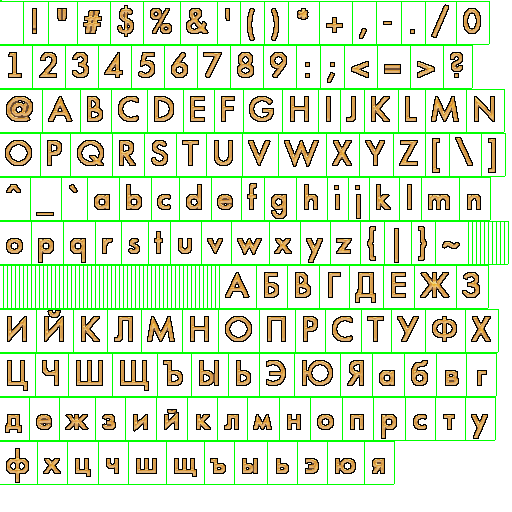 ! " # $ % & ' ( ) * + , - . / 0
1 2 3 4 5 6 7 8 9 : ; < = > ?
@ A B C D E F G H I J K L M N
O P Q R S T U V W X Y Z [ \ ]
^ _ ` a b c d e f g h i j k l m n
o p q r s t u v w x y z { | } ~
А Б В Г Д Е Ж З
И Й К Л М Н О П Р С Т У Ф Х
Ц Ч Ш Щ Ъ Ы Ь Э Ю Я а б в г
д е ж з и й к л м н о п р с т у
ф х ц ч ш щ ъ ы ь э ю я